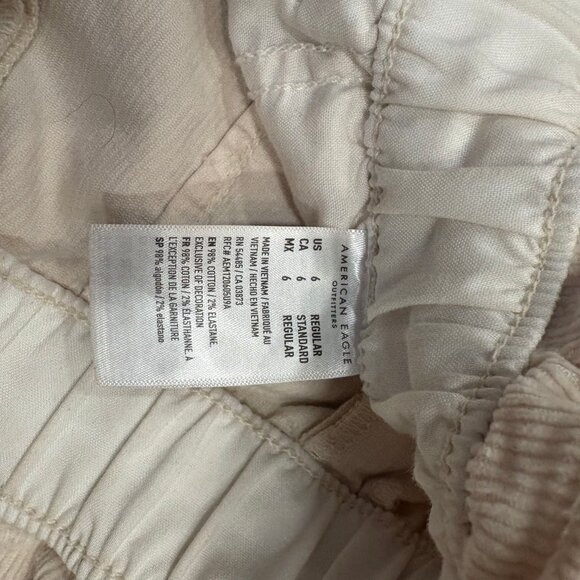 AMERICAN EAGLE
OUTFITTERS
US 6 REGULAR
CA 6 STANDARD
MX 6 REGULAR
MADE IN VIETNAM / FABRIQUÉ AU
VIETNAM / HECHO EN VIETNAM
RN 54485 / CA 03873
RFC# AEMT20405U9A
EN 98% COTTON / 2% ELASTANE.
EXCLUSIVE OF DECORATION
FR 98% COTON / 2% ÉLASTHANNE. À
L'EXCEPTION DE LA GARNITURE
SP 98% algodón / 2% elastano